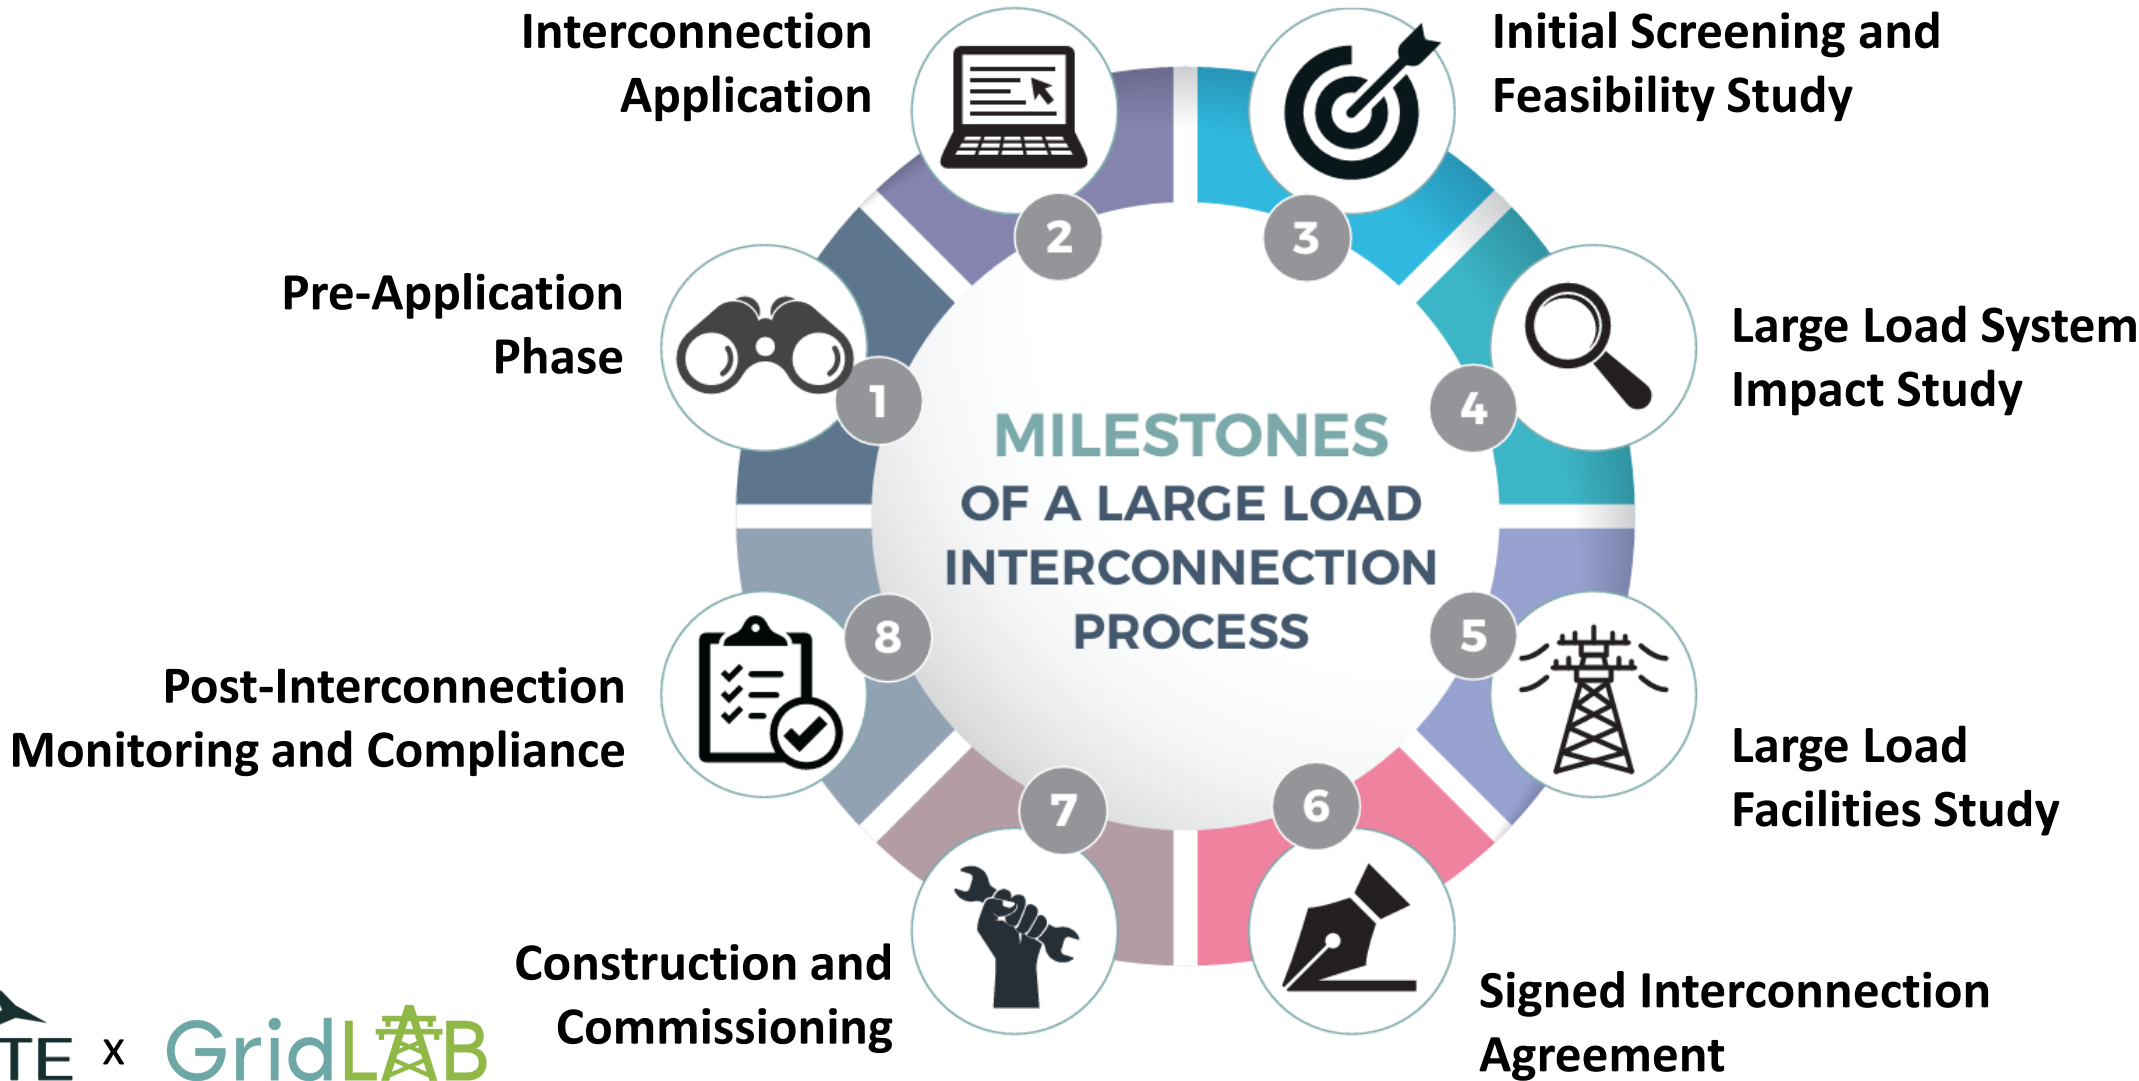 Interconnection
Application
2
Initial Screening and
Feasibility Study
3
Pre-Application
Phase
1
Large Load System
Impact Study
4
MILESTONES
OF A LARGE LOAD
INTERCONNECTION
PROCESS
Large Load
Facilities Study
5
Signed Interconnection
Agreement
6
Construction and
Commissioning
7
Post-Interconnection
Monitoring and Compliance
8
x GridLAB